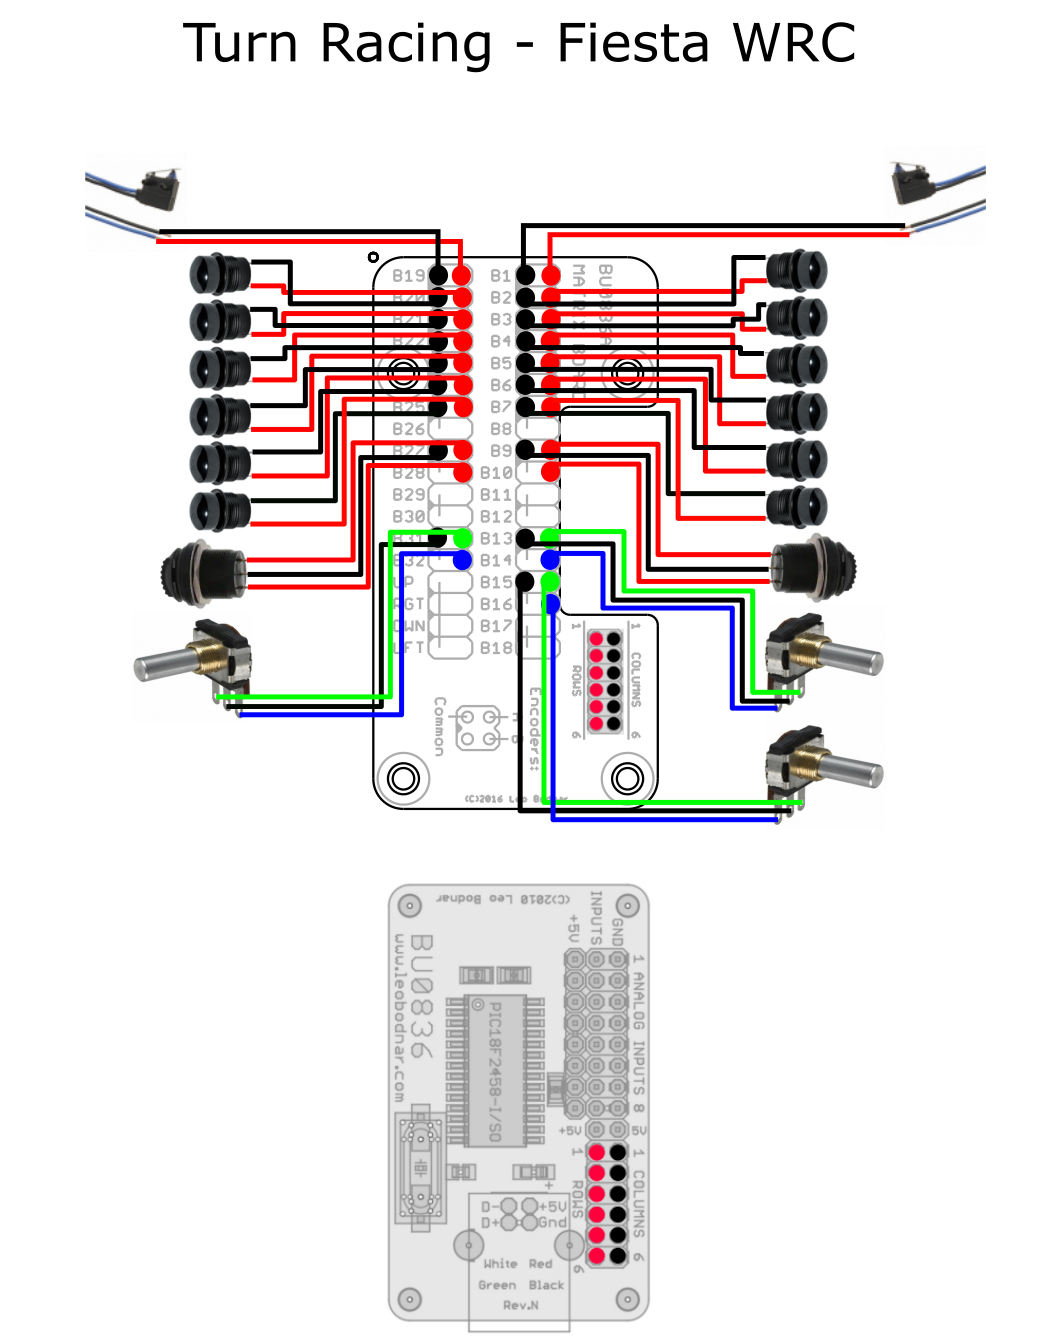 Turn Racing - Fiesta WRC
B19 B1
B20 B2
B21 B3
B22 B4
B5
B6
B25 B7
B26 B8
B27 B9
B28 B10
B29 B11
B30 B12
B31 B13
B32 B14
UP B15
RGT B16
DWN B17
LFT B18
BU0836A
MATRIX BOARD
1 1
ROWS COLUMNS
6 6
Common
Encoders:
(C)2016 Leo Bodnar
(C)2010 Leo Bodnar
BU0836
www.leobodnar.com
+5V INPUTS GND
1 ANALOG INPUTS 8
PIC18F2458-I/SO
+5V 5V
1 1
ROWS COLUMNS
6 6
+
D- +5V
D+ Gnd
White Red
Green Black
Rev.N